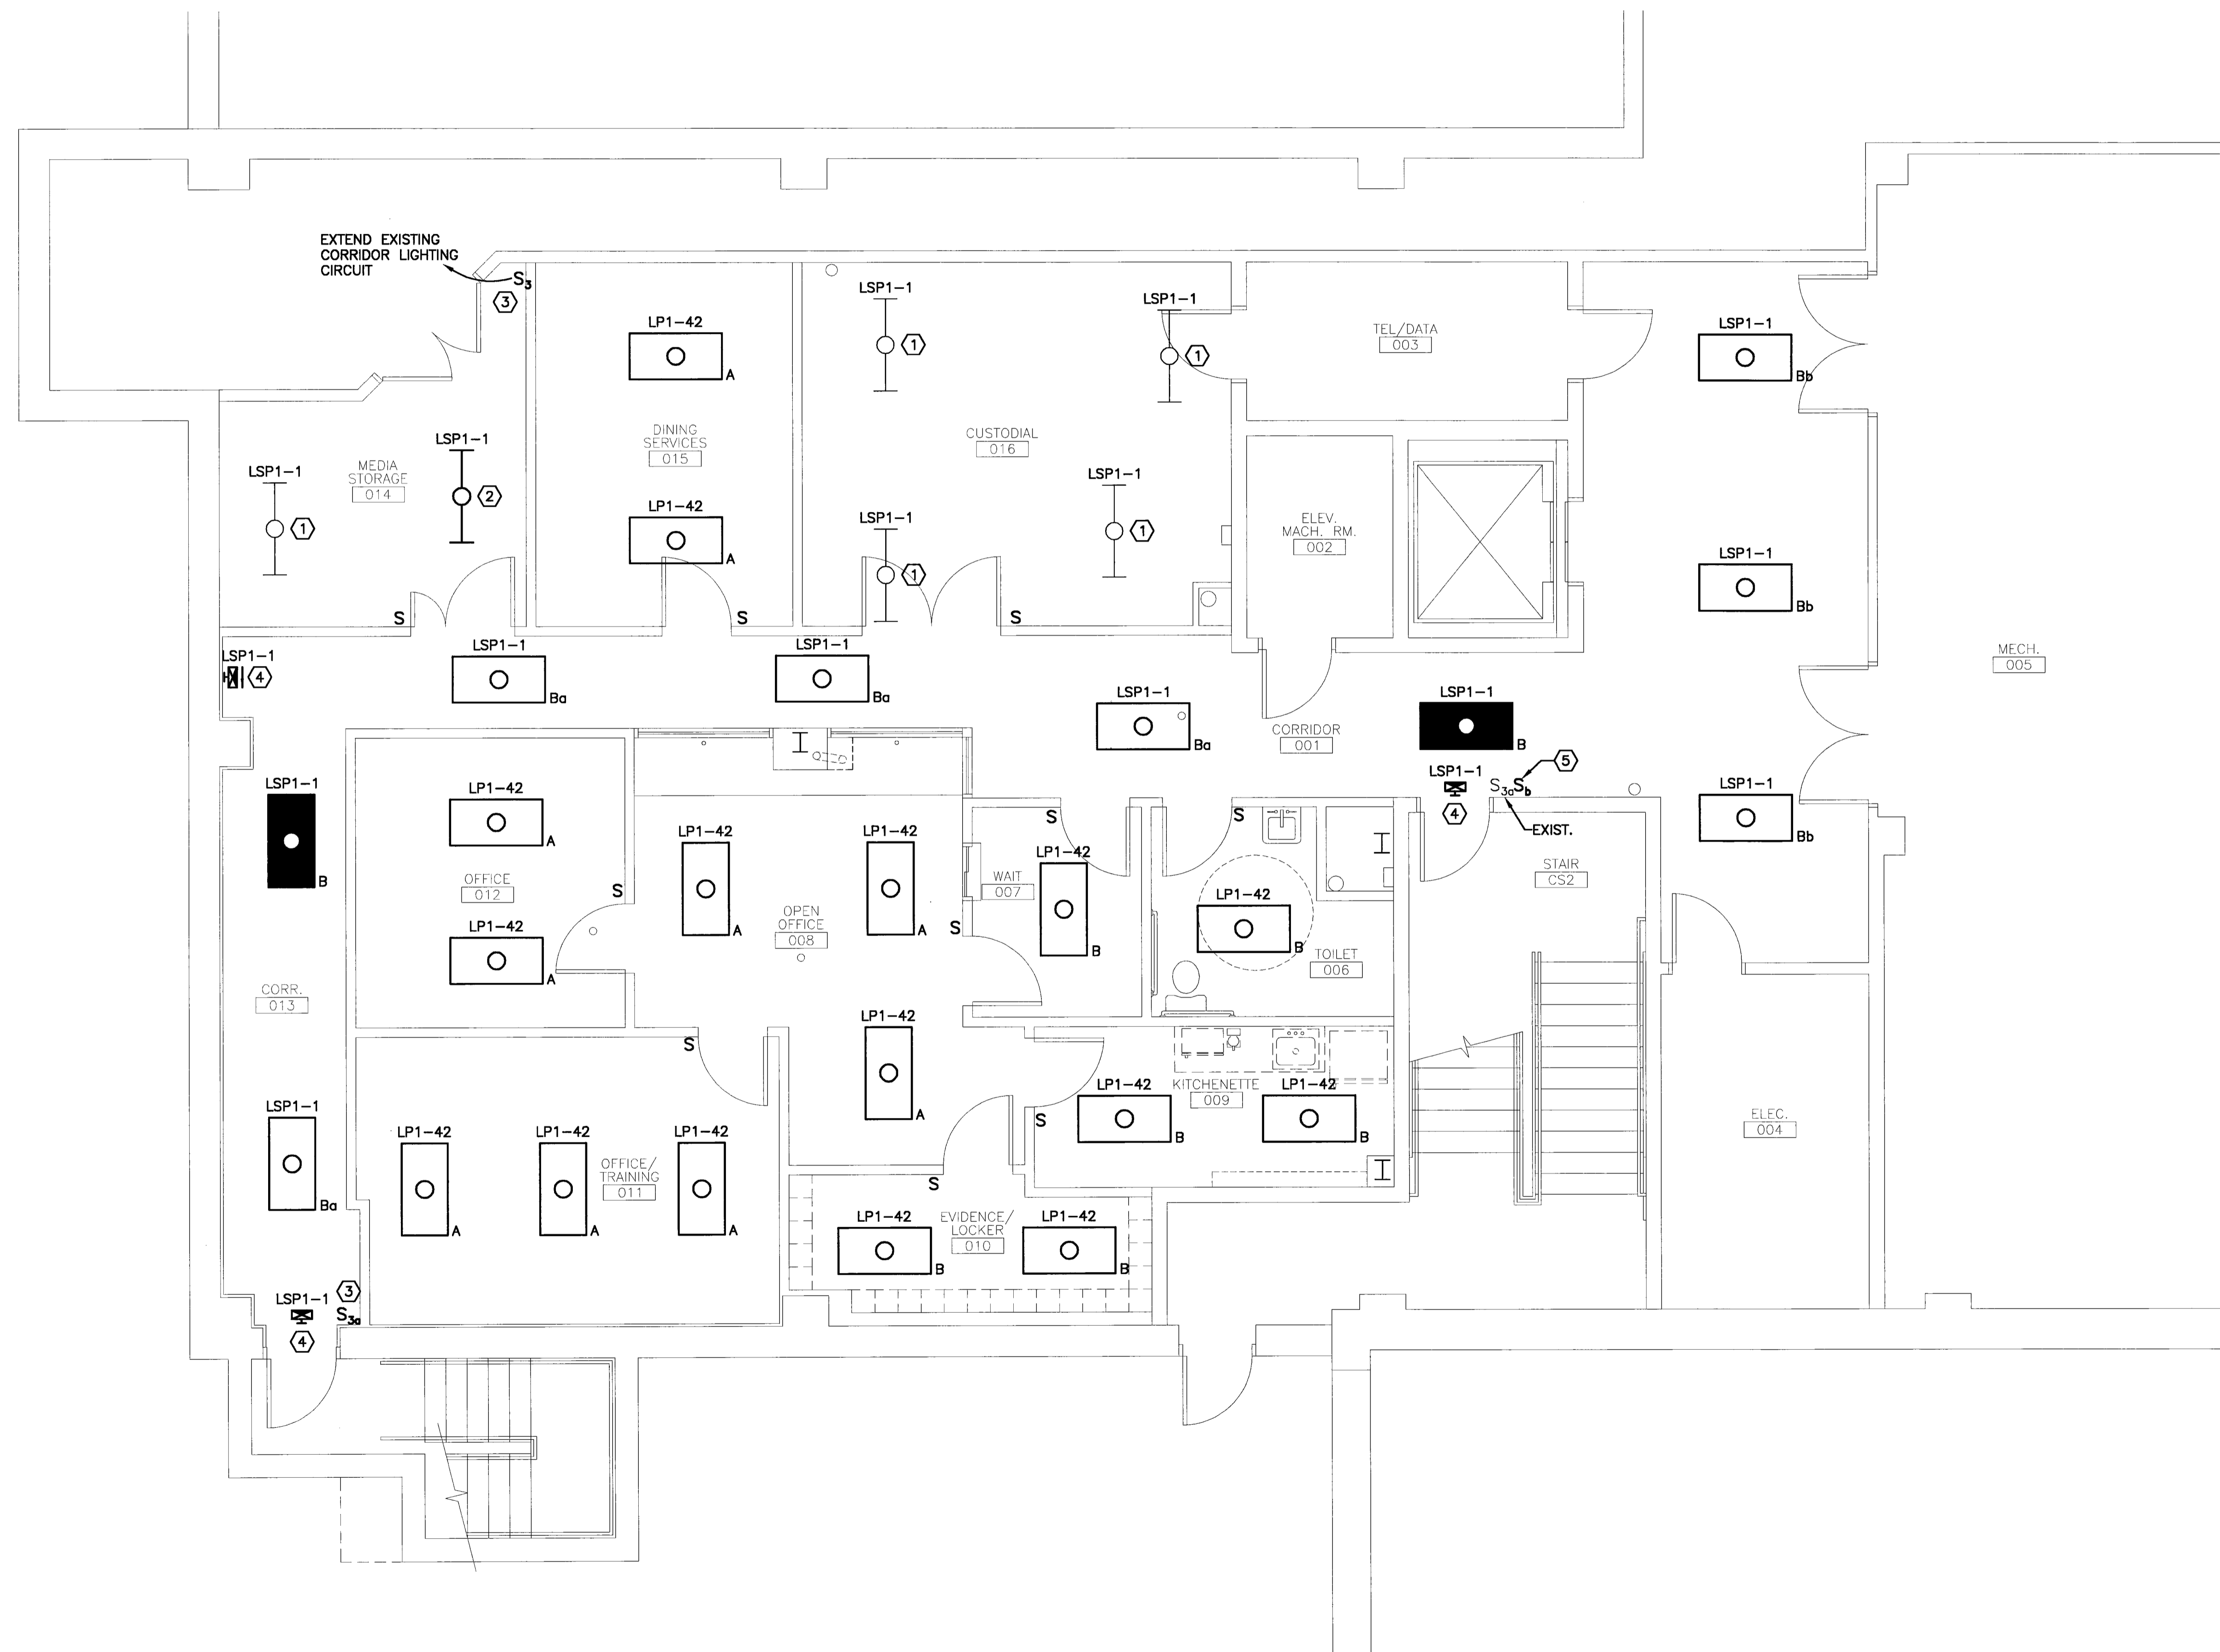 EXTEND EXISTING
CORRIDOR LIGHTING
CIRCUIT
S3
3
LP1-42
A
DINING
SERVICES
015
LP1-42
A
S
LSP1-1
1
LSP1-1
1
CUSTODIAL
016
LSP1-1
1
LSP1-1
1
S
TEL/DATA
003
ELEV.
MACH. RM.
002
LSP1-1
Bb
LSP1-1
Bb
LSP1-1
Bb
MECH.
005
MEDIA
STORAGE
014
LSP1-1
1
LSP1-1
2
S
LSP1-1
4
LSP1-1
Ba
LSP1-1
Ba
LSP1-1
Ba
CORRIDOR
001
LSP1-1
B
LSP1-1
4
S3aSb
5
EXIST.
STAIR
CS2
LSP1-1
B
CORR.
013
LSP1-1
Ba
LSP1-1
4
3
S3a
LP1-42
A
OFFICE
012
S
LP1-42
A
LP1-42
A
LP1-42
A
OPEN
OFFICE
008
LP1-42
A
S
S
WAIT
007
LP1-42
B
S
LP1-42
B
TOILET
006
S
LP1-42
A
LP1-42
A
OFFICE/
TRAINING
011
LP1-42
A
S
LP1-42
B
KITCHENETTE
009
LP1-42
B
S
LP1-42
B
EVIDENCE/
LOCKER
010
LP1-42
B
ELEC.
004